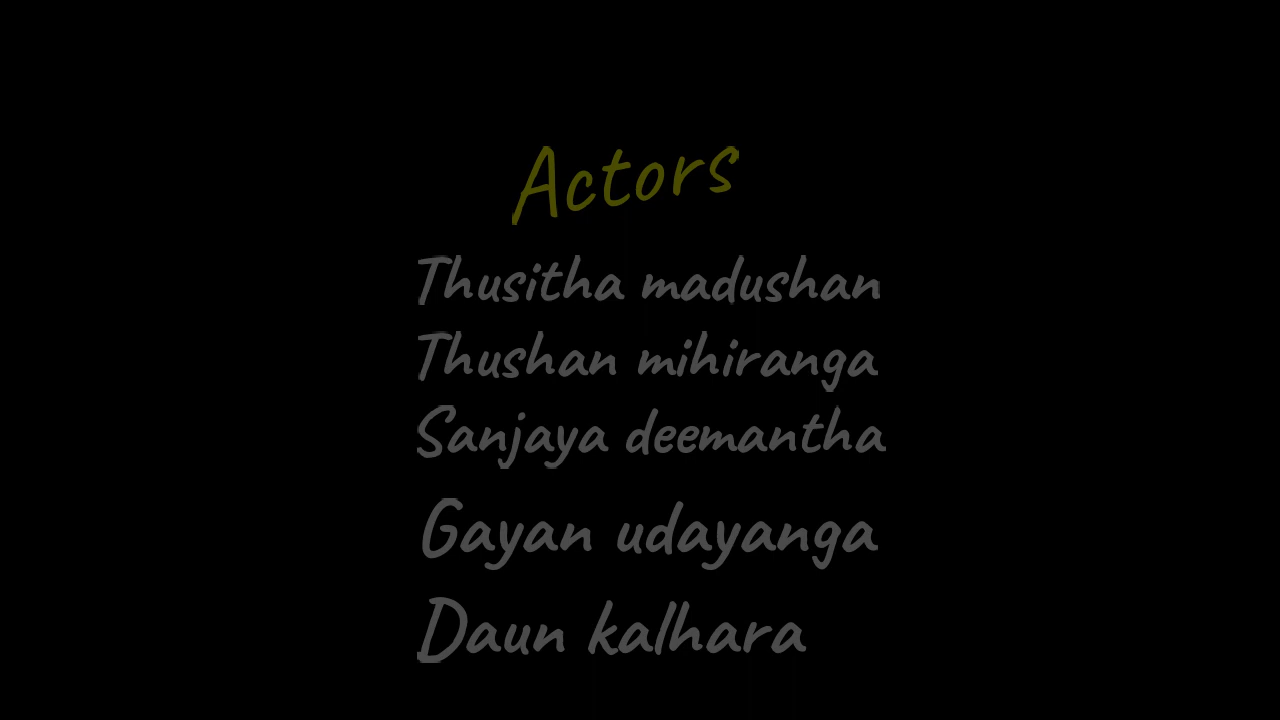 Actors
Thusitha madushan
Thushan mihiranga
Sanjaya deemantha
Gayan udayanga
Daun kalhara